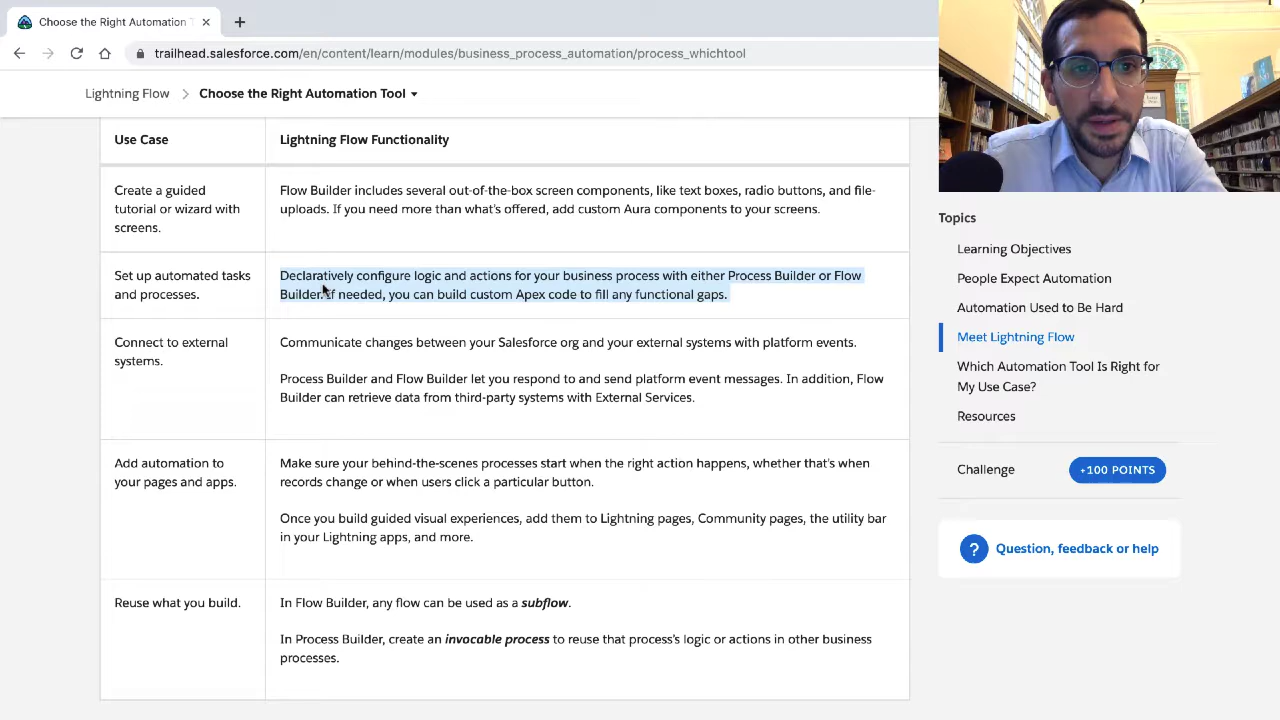 Choose the Right Automation T
trailhead.salesforce.com/en/content/learn/modules/business_process_automation/process_whichtool
Lightning Flow
Choose the Right Automation Tool
Use Case
Lightning Flow Functionality
Create a guided
tutorial or wizard with
screens.
Flow Builder includes several out-of-the-box screen components, like text boxes, radio buttons, and file-
uploads. If you need more than what's offered, add custom Aura components to your screens.
Set up automated tasks
and processes.
Declaratively configure logic and actions for your business process with either Process Builder or Flow
Builder. If needed, you can build custom Apex code to fill any functional gaps.
Connect to external
systems.
Communicate changes between your Salesforce org and your external systems with platform events.
Process Builder and Flow Builder let you respond to and send platform event messages. In addition, Flow
Builder can retrieve data from third-party systems with External Services.
Add automation to
your pages and apps.
Make sure your behind-the-scenes processes start when the right action happens, whether that's when
records change or when users click a particular button.
Once you build guided visual experiences, add them to Lightning pages, Community pages, the utility bar
in your Lightning apps, and more.
Reuse what you build.
In Flow Builder, any flow can be used as a subflow.
In Process Builder, create an invocable process to reuse that process's logic or actions in other business
processes.
Topics
Learning Objectives
People Expect Automation
Automation Used to Be Hard
Meet Lightning Flow
Which Automation Tool Is Right for
My Use Case?
Resources
Challenge
+100 POINTS
? Question, feedback or help